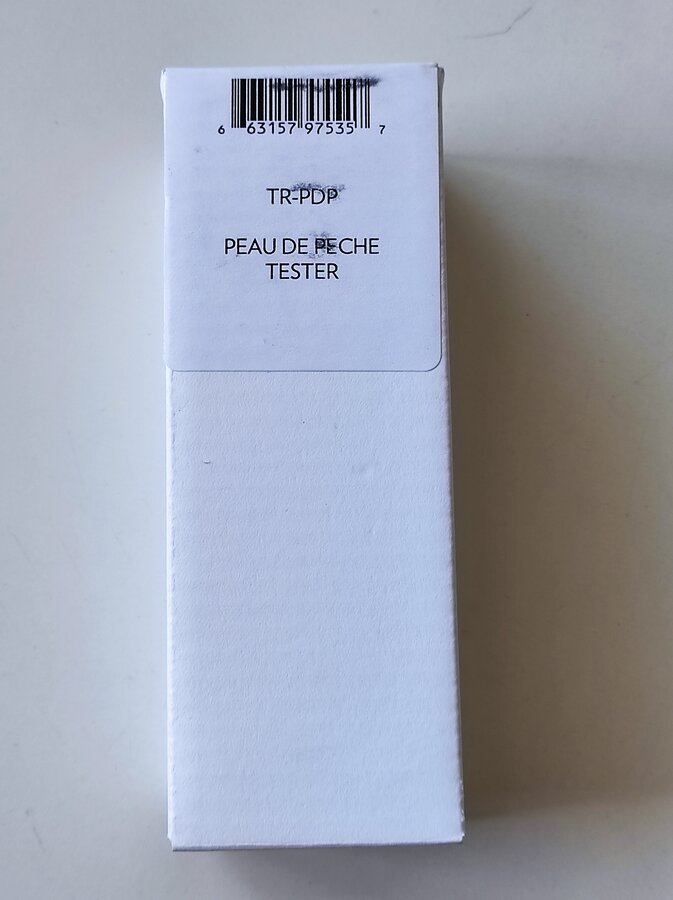 6 63157 97535 7
TR-PDP
PEAU DE PECHE
TESTER